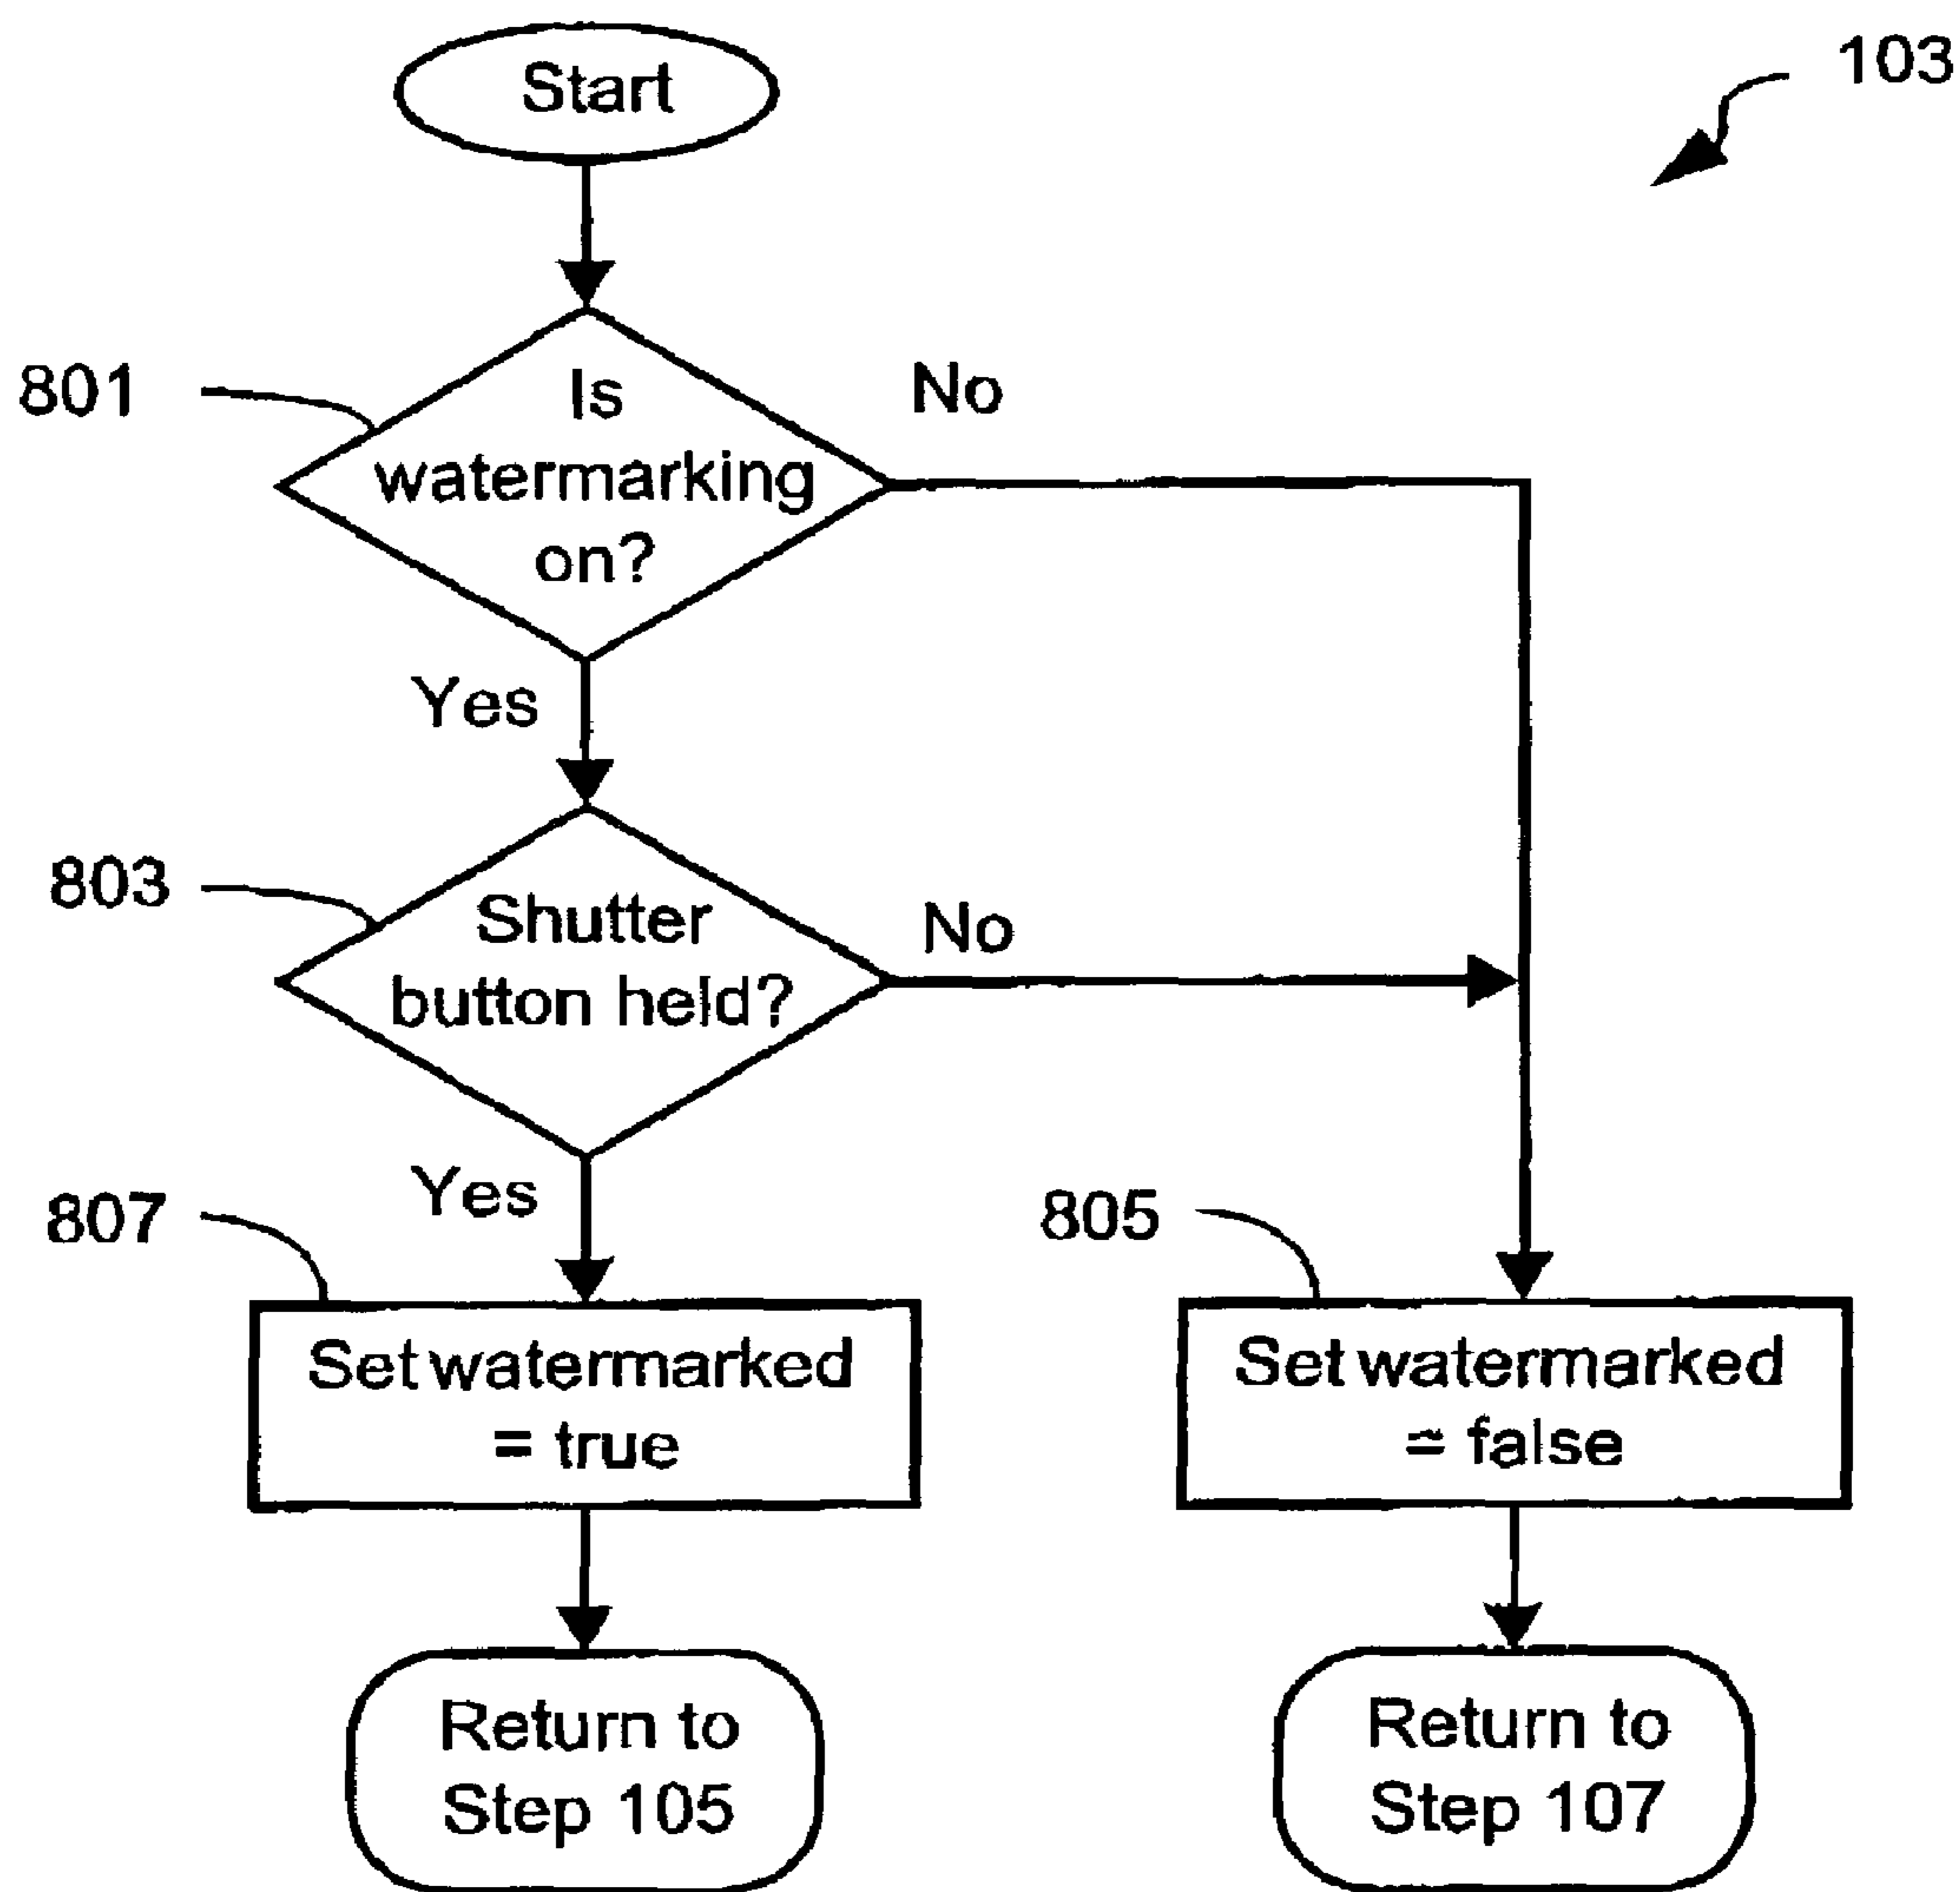 Start
103
801
Is
watermarking
on?
No
Yes
803
Shutter
button held?
No
Yes
807
Set watermarked
= true
805
Set watermarked
= false
Return to
Step 105
Return to
Step 107